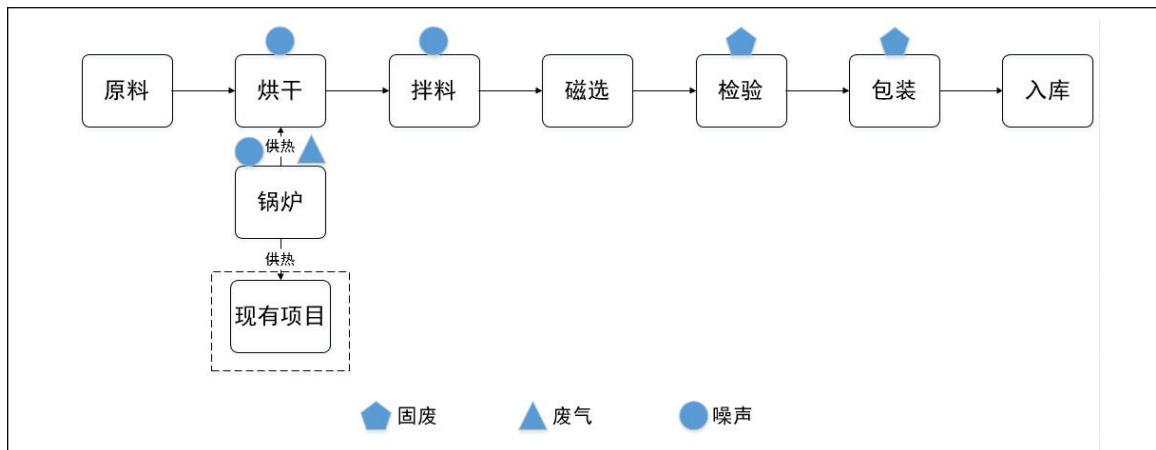 原料
烘干
拌料
磁选
检验
包装
入库
供热
锅炉
供热
现有项目
固废
废气
噪声